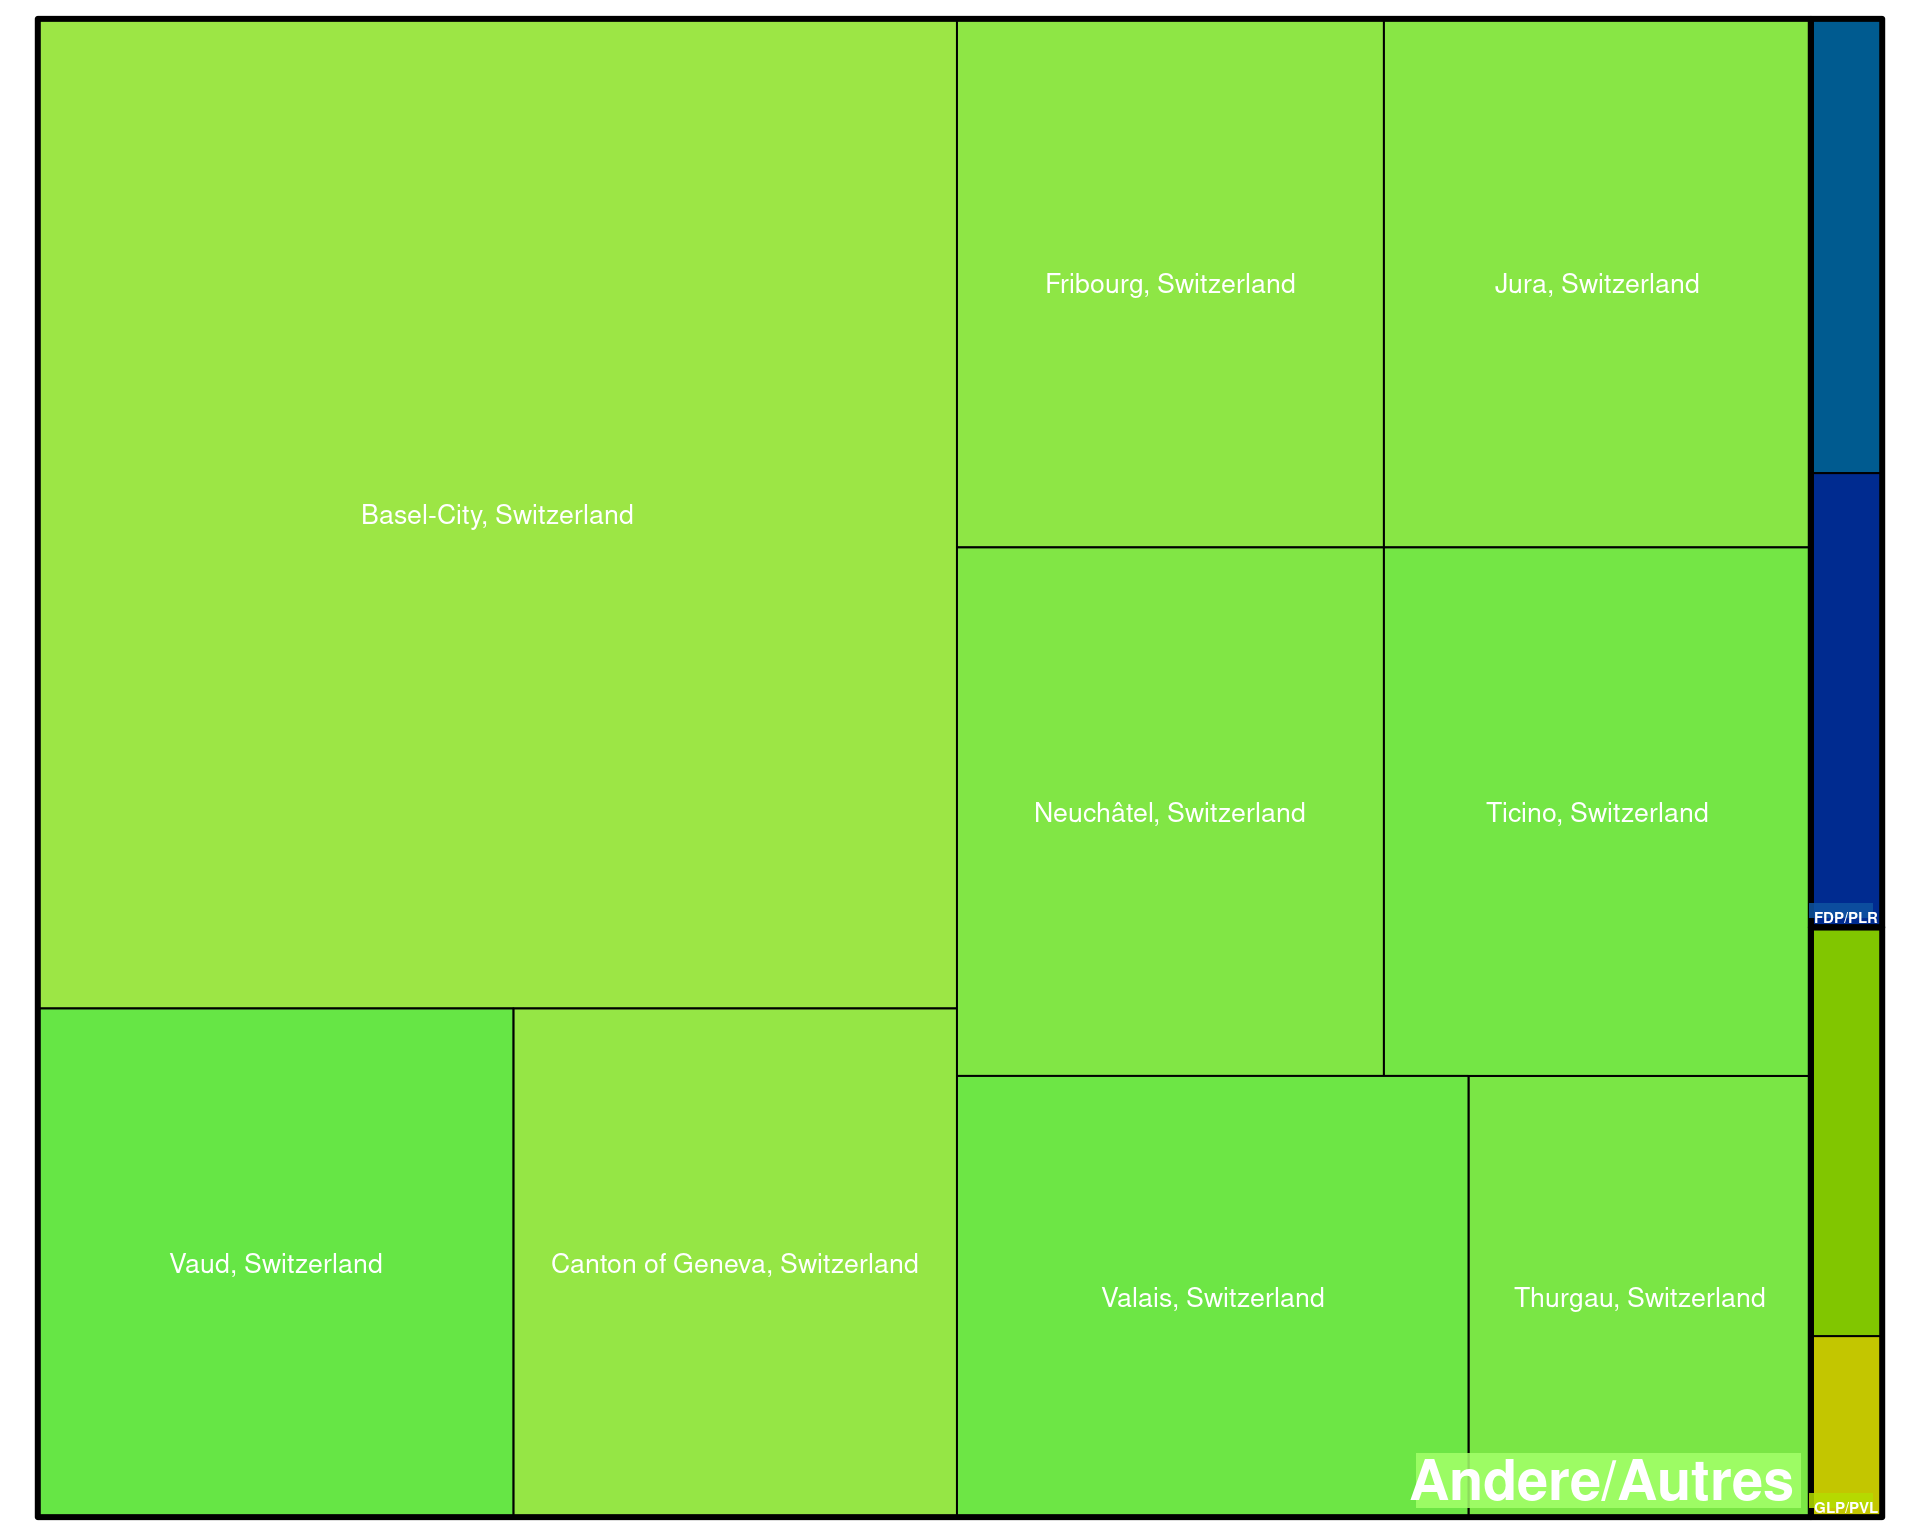 Basel-City, Switzerland
Fribourg, Switzerland
Jura, Switzerland
Neuchâtel, Switzerland
Ticino, Switzerland
Vaud, Switzerland
Canton of Geneva, Switzerland
Valais, Switzerland
Thurgau, Switzerland
Andere/Autres
FDP/PLR
GLP/PVL